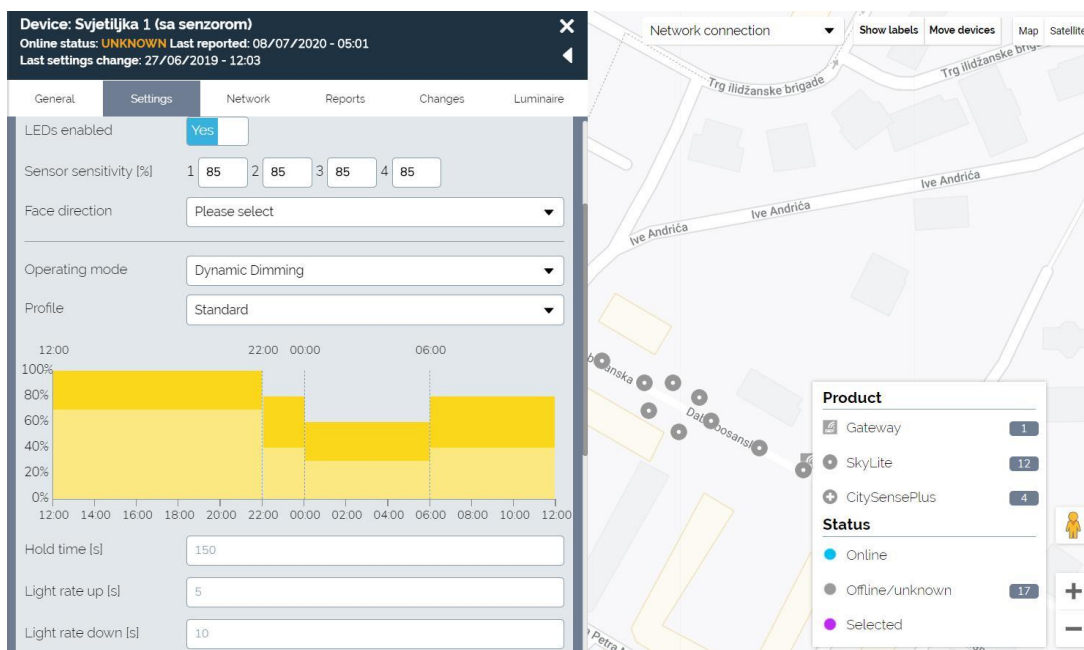 Device: Svjetiljka 1 (sa senzorom)
Online status: UNKNOWN Last reported: 08/07/2020 - 05:01
Last settings change: 27/06/2019 - 12:03
General Settings Network Reports Changes Luminaire
LEDs enabled Yes
Sensor sensitivity [%] 1 85 2 85 3 85 4 85
Face direction Please select
Operating mode Dynamic Dimming
Profile Standard
12:00 22:00 00:00 06:00
100%
80%
60%
40%
20%
0%
12:00 14:00 16:00 18:00 20:00 22:00 00:00 02:00 04:00 06:00 08:00 10:00 12:00
Hold time [s] 150
Light rate up [s] 5
Light rate down [s] 10
Network connection Show labels Move devices Map Satellite
Trg ilidžanske brigade
Trg ilidžanske
Ive Andrića
Ive Andrića
Ive Andrića
Product
Gateway 1
SkyLite 12
CitySensePlus 4
Status
Online
Offline/unknown 17
Selected
Petra